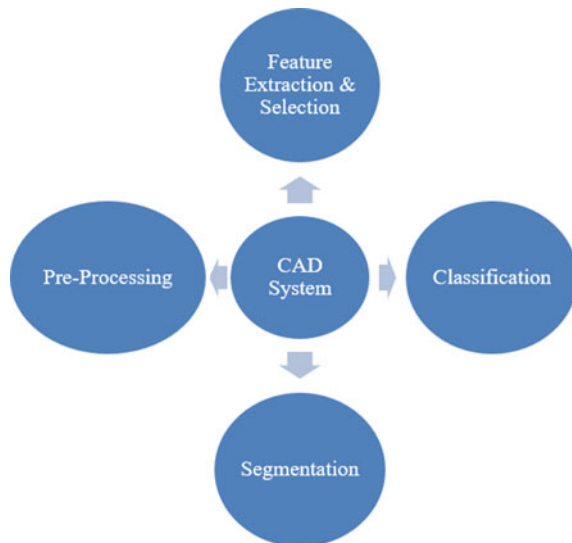 Feature
Extraction &
Selection
Pre-Processing
CAD
System
Classification
Segmentation